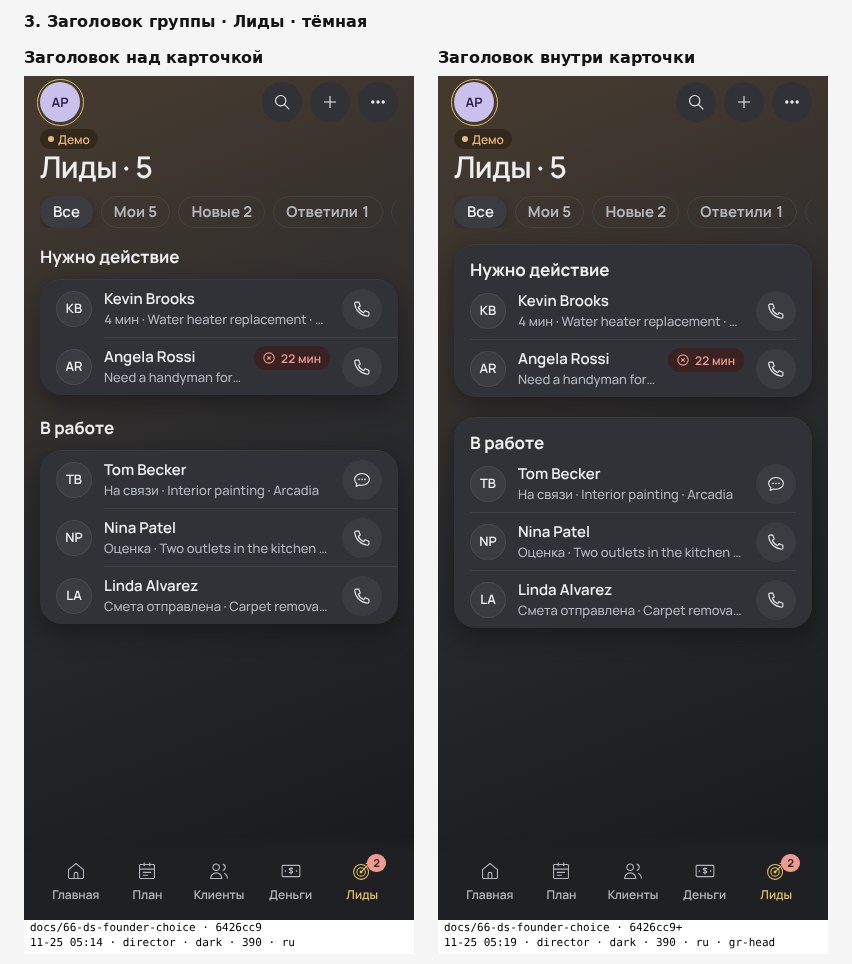 3. Заголовок группы · Лиды · тёмная
Заголовок над карточкой
AP
Демо
Лиды · 5
Все
Мои 5
Новые 2
Ответили 1
Нужно действие
KB
Kevin Brooks
4 мин · Water heater replacement · ...
AR
Angela Rossi
22 мин
Need a handyman for...
В работе
TB
Tom Becker
На связи · Interior painting · Arcadia
NP
Nina Patel
Оценка · Two outlets in the kitchen ...
LA
Linda Alvarez
Смета отправлена · Carpet remova...
2
Главная
План
Клиенты
Деньги
Лиды
docs/66-ds-founder-choice · 6426cc9
11-25 05:14 · director · dark · 390 · ru
Заголовок внутри карточки
AP
Демо
Лиды · 5
Все
Мои 5
Новые 2
Ответили 1
Нужно действие
KB
Kevin Brooks
4 мин · Water heater replacement · ...
AR
Angela Rossi
22 мин
Need a handyman for...
В работе
TB
Tom Becker
На связи · Interior painting · Arcadia
NP
Nina Patel
Оценка · Two outlets in the kitchen ...
LA
Linda Alvarez
Смета отправлена · Carpet remova...
2
Главная
План
Клиенты
Деньги
Лиды
docs/66-ds-founder-choice · 6426cc9+
11-25 05:19 · director · dark · 390 · ru · gr-head